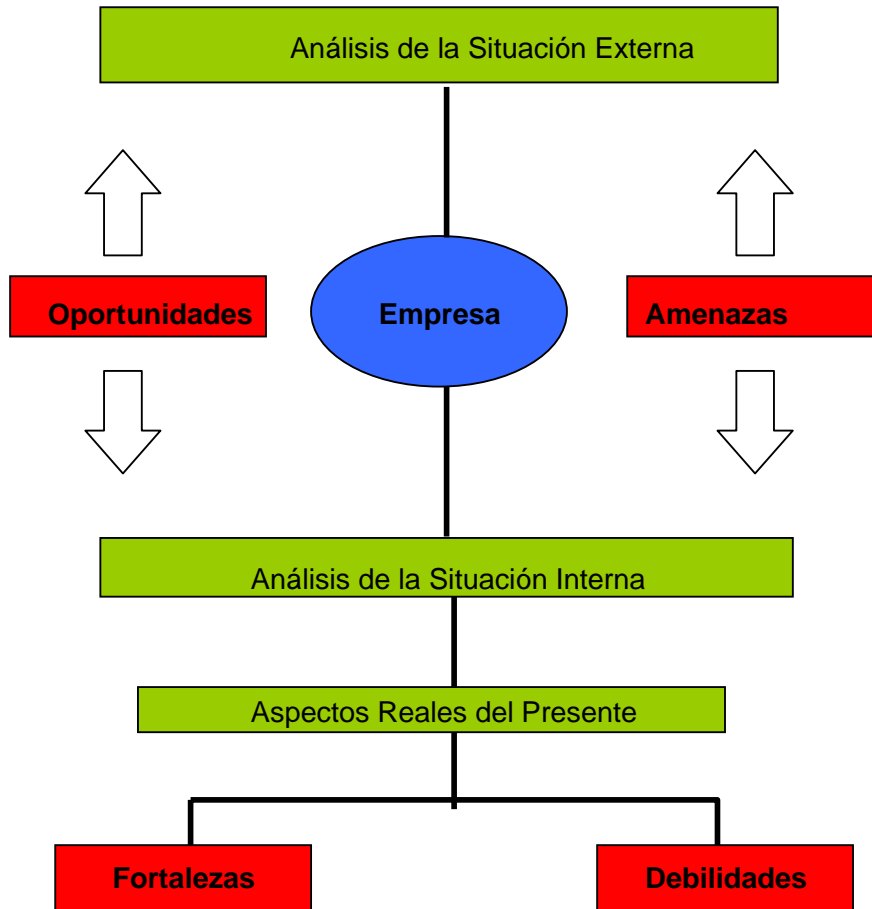 Análisis de la Situación Externa
Oportunidades
Empresa
Amenazas
Análisis de la Situación Interna
Aspectos Reales del Presente
Fortalezas
Debilidades